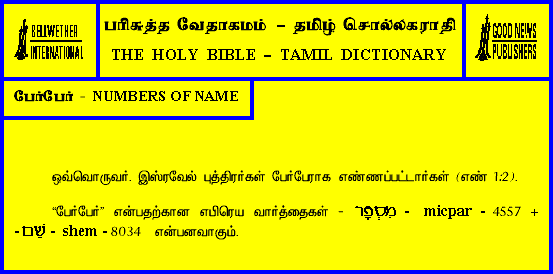 BELLWETHER
INTERNATIONAL
பரிசுத்த வேதாகமம் – தமிழ் சொல்லகராதி
THE HOLY BIBLE – TAMIL DICTIONARY
GOOD NEWS
PUBLISHERS
பேர்பேர் - NUMBERS OF NAME
ஒவ்வொருவர். இஸ்ரவேல் புத்திரர்கள் பேர்பேராக எண்ணப்பட்டார்கள் (எண் 1:2).
“பேர்பேர்” என்பதற்கான எபிரெய வார்த்தைகள் - מִסְפָּר - micpar - 4557 +
-שֵׁם - shem - 8034 என்பனவாகும்.